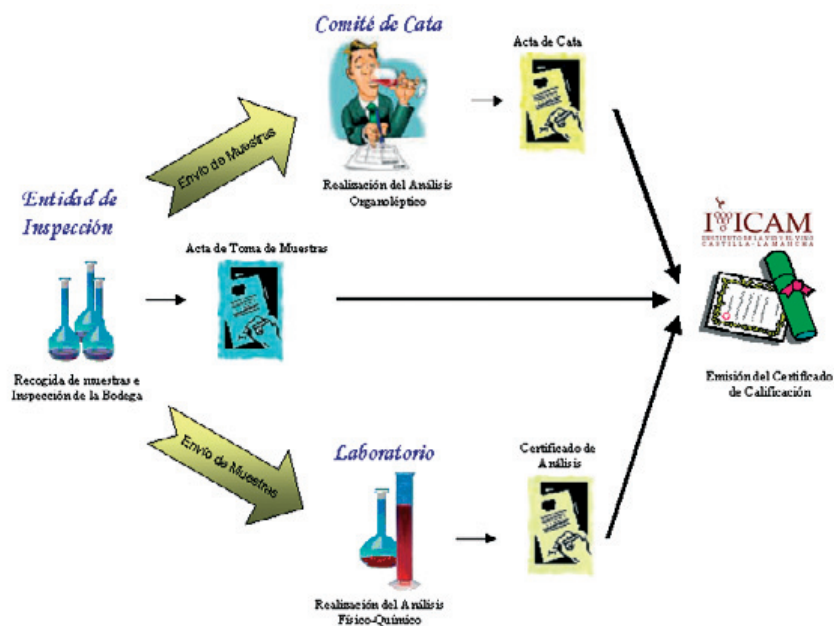 Comité de Cata
Acta de Cata
Envío de Muestras
Realización del Análisis
Organoléptico
Entidad de
Inspección
Acta de Toma de Muestras
IVICAM
INSTITUTO DE LA VID Y EL VINO
CASTILLA-LA MANCHA
Recogida de muestras e
Inspección de la Bodega
Emisión del Certificado
de Calificación
Envío de Muestras
Laboratorio
Certificado de
Análisis
Realización del Análisis
Físico-Químico